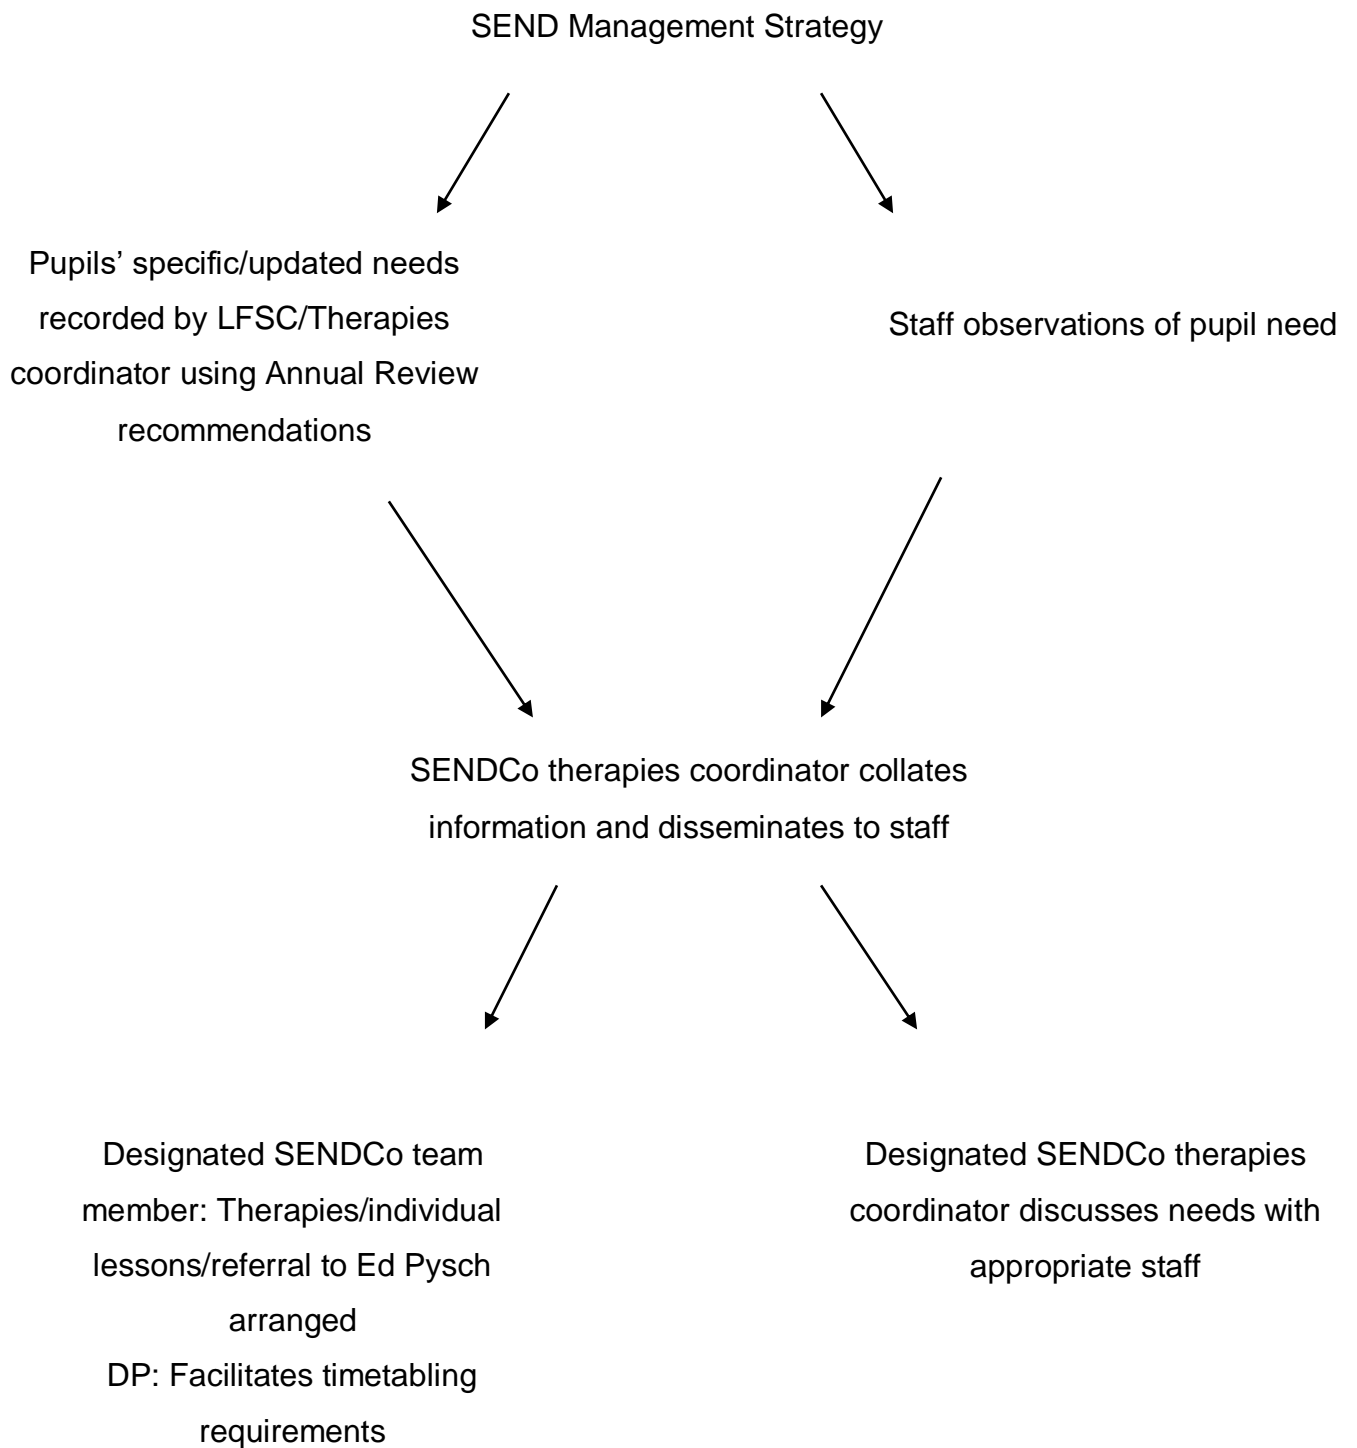 SEND Management Strategy
Pupils’ specific/updated needs
recorded by LFSC/Therapies
coordinator using Annual Review
recommendations
Staff observations of pupil need
SENDCo therapies coordinator collates
information and disseminates to staff
Designated SENDCo team
member: Therapies/individual
lessons/referral to Ed Pysch
arranged
DP: Facilitates timetabling
requirements
Designated SENDCo therapies
coordinator discusses needs with
appropriate staff